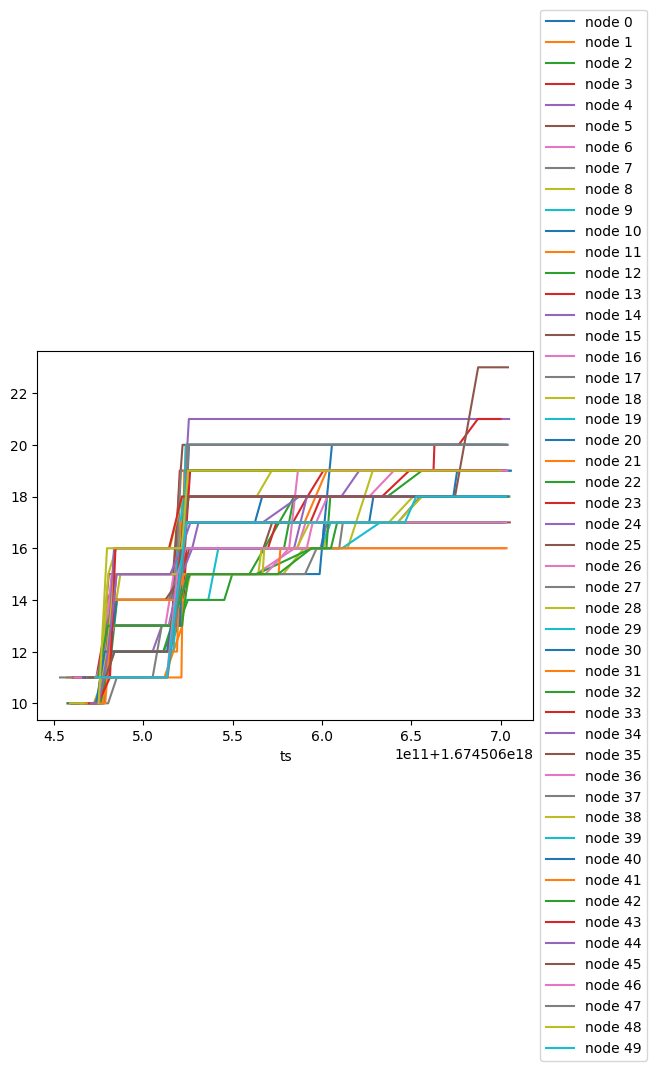 node 0
node 1
node 2
node 3
node 4
node 5
node 6
node 7
node 8
node 9
node 10
node 11
node 12
node 13
node 14
node 15
node 16
node 17
node 18
node 19
node 20
node 21
node 22
node 23
node 24
node 25
node 26
node 27
node 28
node 29
node 30
node 31
node 32
node 33
node 34
node 35
node 36
node 37
node 38
node 39
node 40
node 41
node 42
node 43
node 44
node 45
node 46
node 47
node 48
node 49
22
20
18
16
14
12
10
4.5 5.0 5.5 6.0 6.5 7.0
ts
1e11+1.674506e18